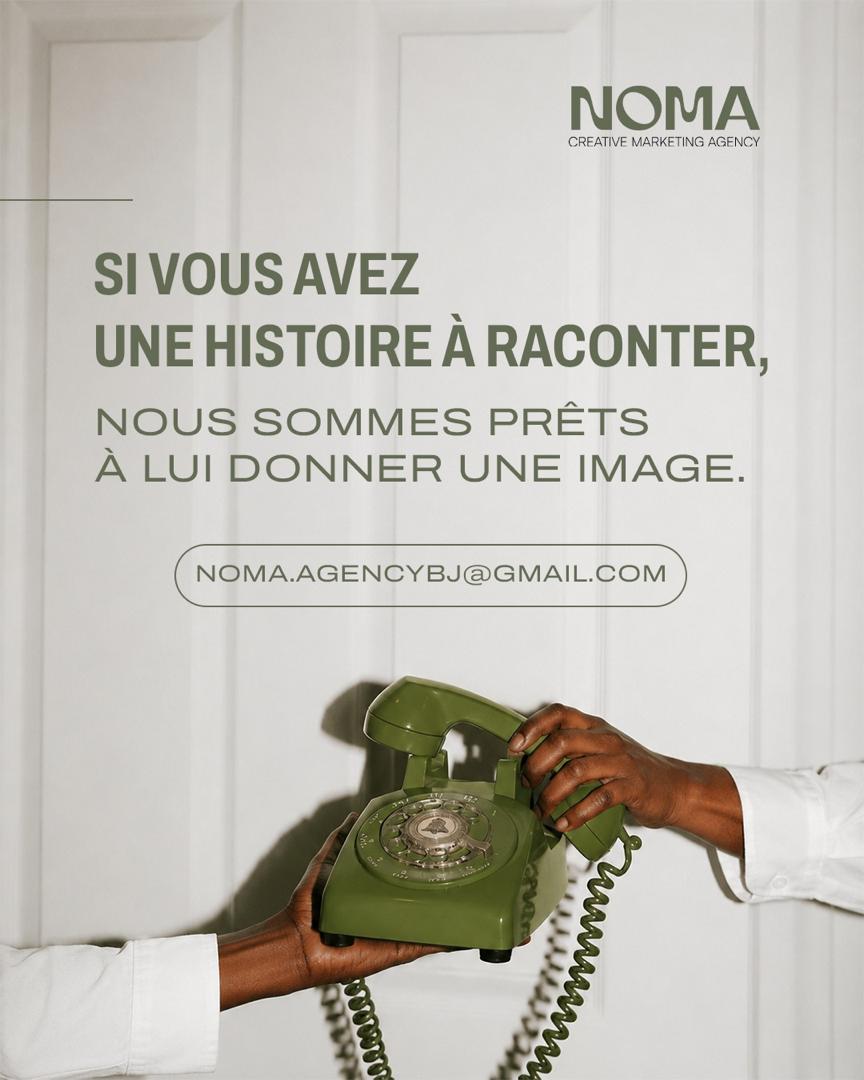 NOMA
CREATIVE MARKETING AGENCY
SI VOUS AVEZ
UNE HISTOIRE À RACONTER,
NOUS SOMMES PRÊTS
À LUI DONNER UNE IMAGE.
NOMA.AGENCYBJ@GMAIL.COM